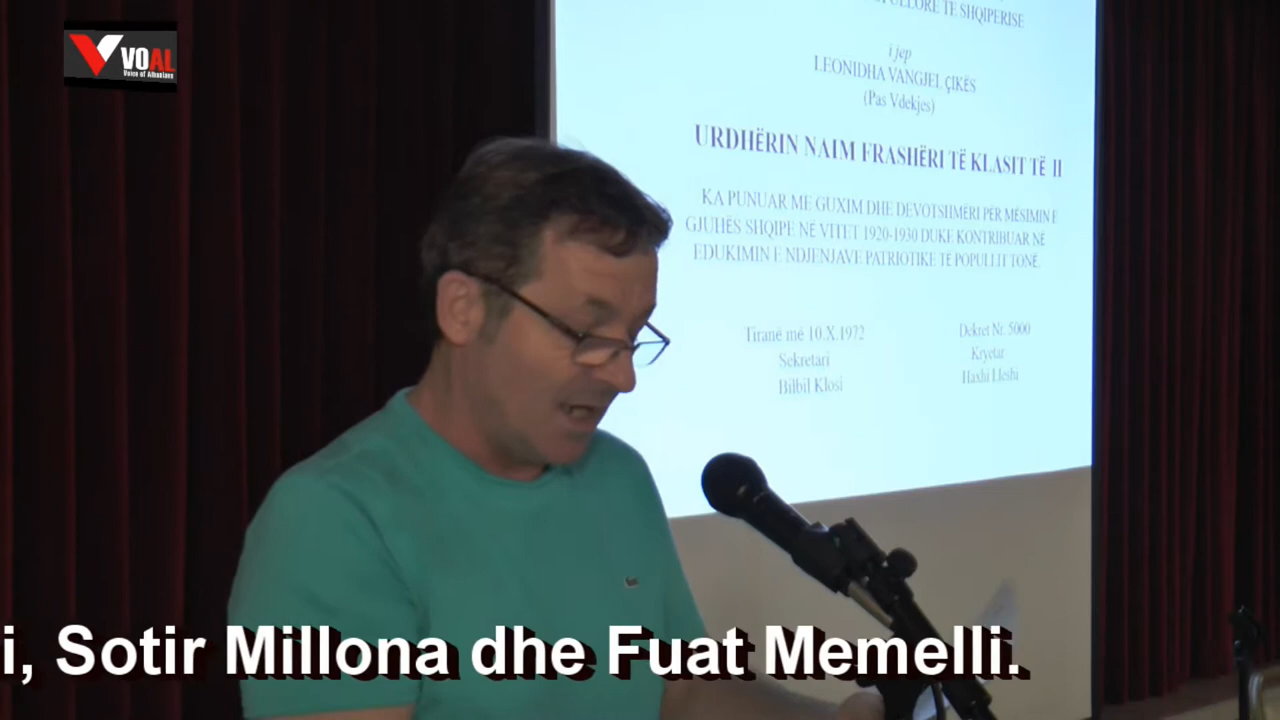 VOAL
Voice of Albanians
TË SHQIPERISE
i jep
LEONIDHA VANGJEL ÇIKËS
(Pas Vdekjes)
URDHËRIN NAIM FRASHËRI TË KLASIT TË II
KA PUNUAR ME GUXIM DHE DEVOTSHMËRI PËR MËSIMIN E
GJUHËS SHQIPE NË VITET 1920-1930 DUKE KONTRIBUAR NË
EDUKIMIN E NDJENJAVE PATRIOTIKE TË POPULLIT TONË.
Tiranë më 10.X.1972
Dekret Nr. 5000
Sekretari
Kryetar
Bilbil Klosi
Haxhi Lleshi
i, Sotir Millona dhe Fuat Memelli.